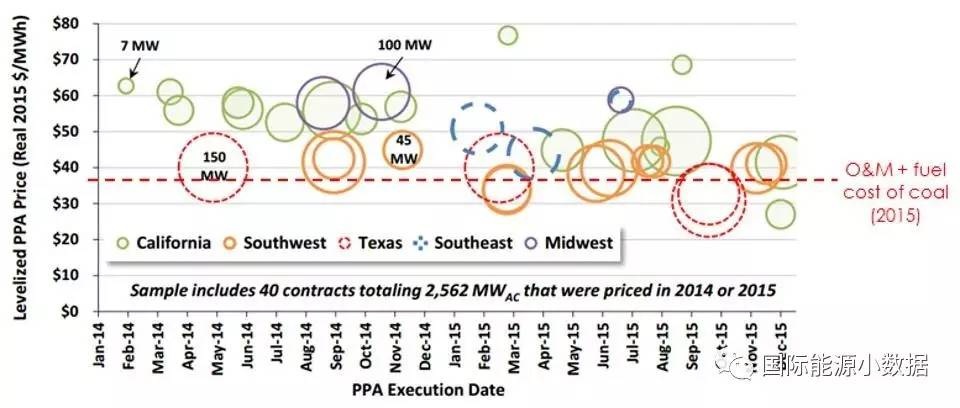 Levelized PPA Price (Real 2015 $/MWh)
$80
$70
$60
$50
$40
$30
$20
$10
$0
7 MW
100 MW
150
MW
45
MW
O&M + fuel
cost of coal
(2015)
California Southwest Texas Southeast Midwest
Sample includes 40 contracts totaling 2,562 MWAC that were priced in 2014 or 2015
Jan-14 Feb-14 Mar-14 Apr-14 May-14 Jun-14 Jul-14 Aug-14 Sep-14 Oct-14 Nov-14 Dec-14 Jan-15 Feb-15 Mar-15 Apr-15 May-15 Jun-15 Jul-15 Aug-15 Sep-15 Oct-15 Nov-15 Dec-15
PPA Execution Date
国际能源小数据